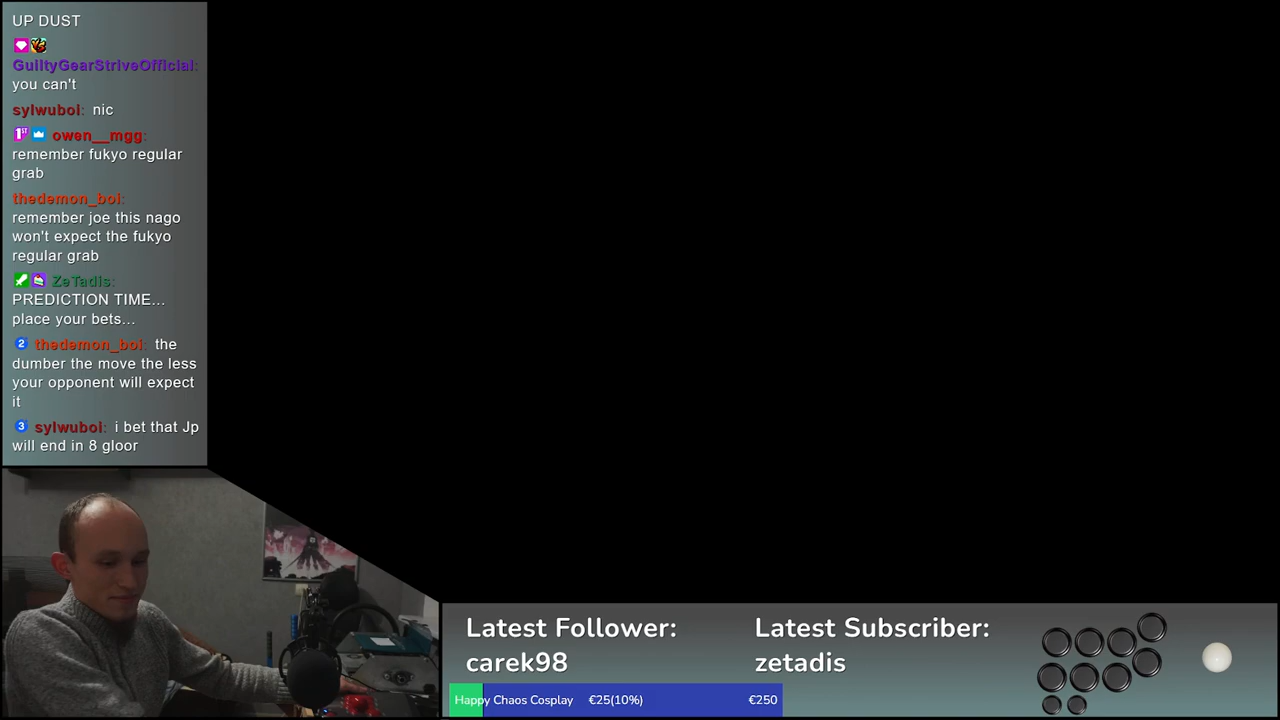 UP DUST
GuiltyGearStriveOfficial:
you can't
sylwuboi: nic
1ST owen__mgg:
remember fukyo regular
grab
thedemon_boi:
remember joe this nago
won't expect the fukyo
regular grab
ZeTadis:
PREDICTION TIME...
place your bets...
2 thedemon_boi: the
dumber the move the less
your opponent will expect
it
3 sylwuboi: i bet that Jp
will end in 8 gloor
Latest Follower:
carek98
Latest Subscriber:
zetadis
Happy Chaos Cosplay €25(10%) €250